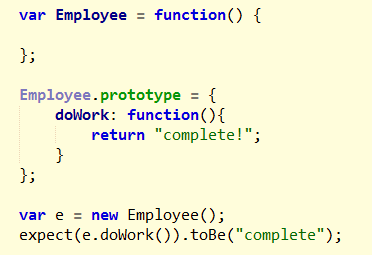 var Employee = function() {
};
Employee.prototype = {
doWork: function(){
return "complete!";
}
};
var e = new Employee();
expect(e.doWork()).toBe("complete");